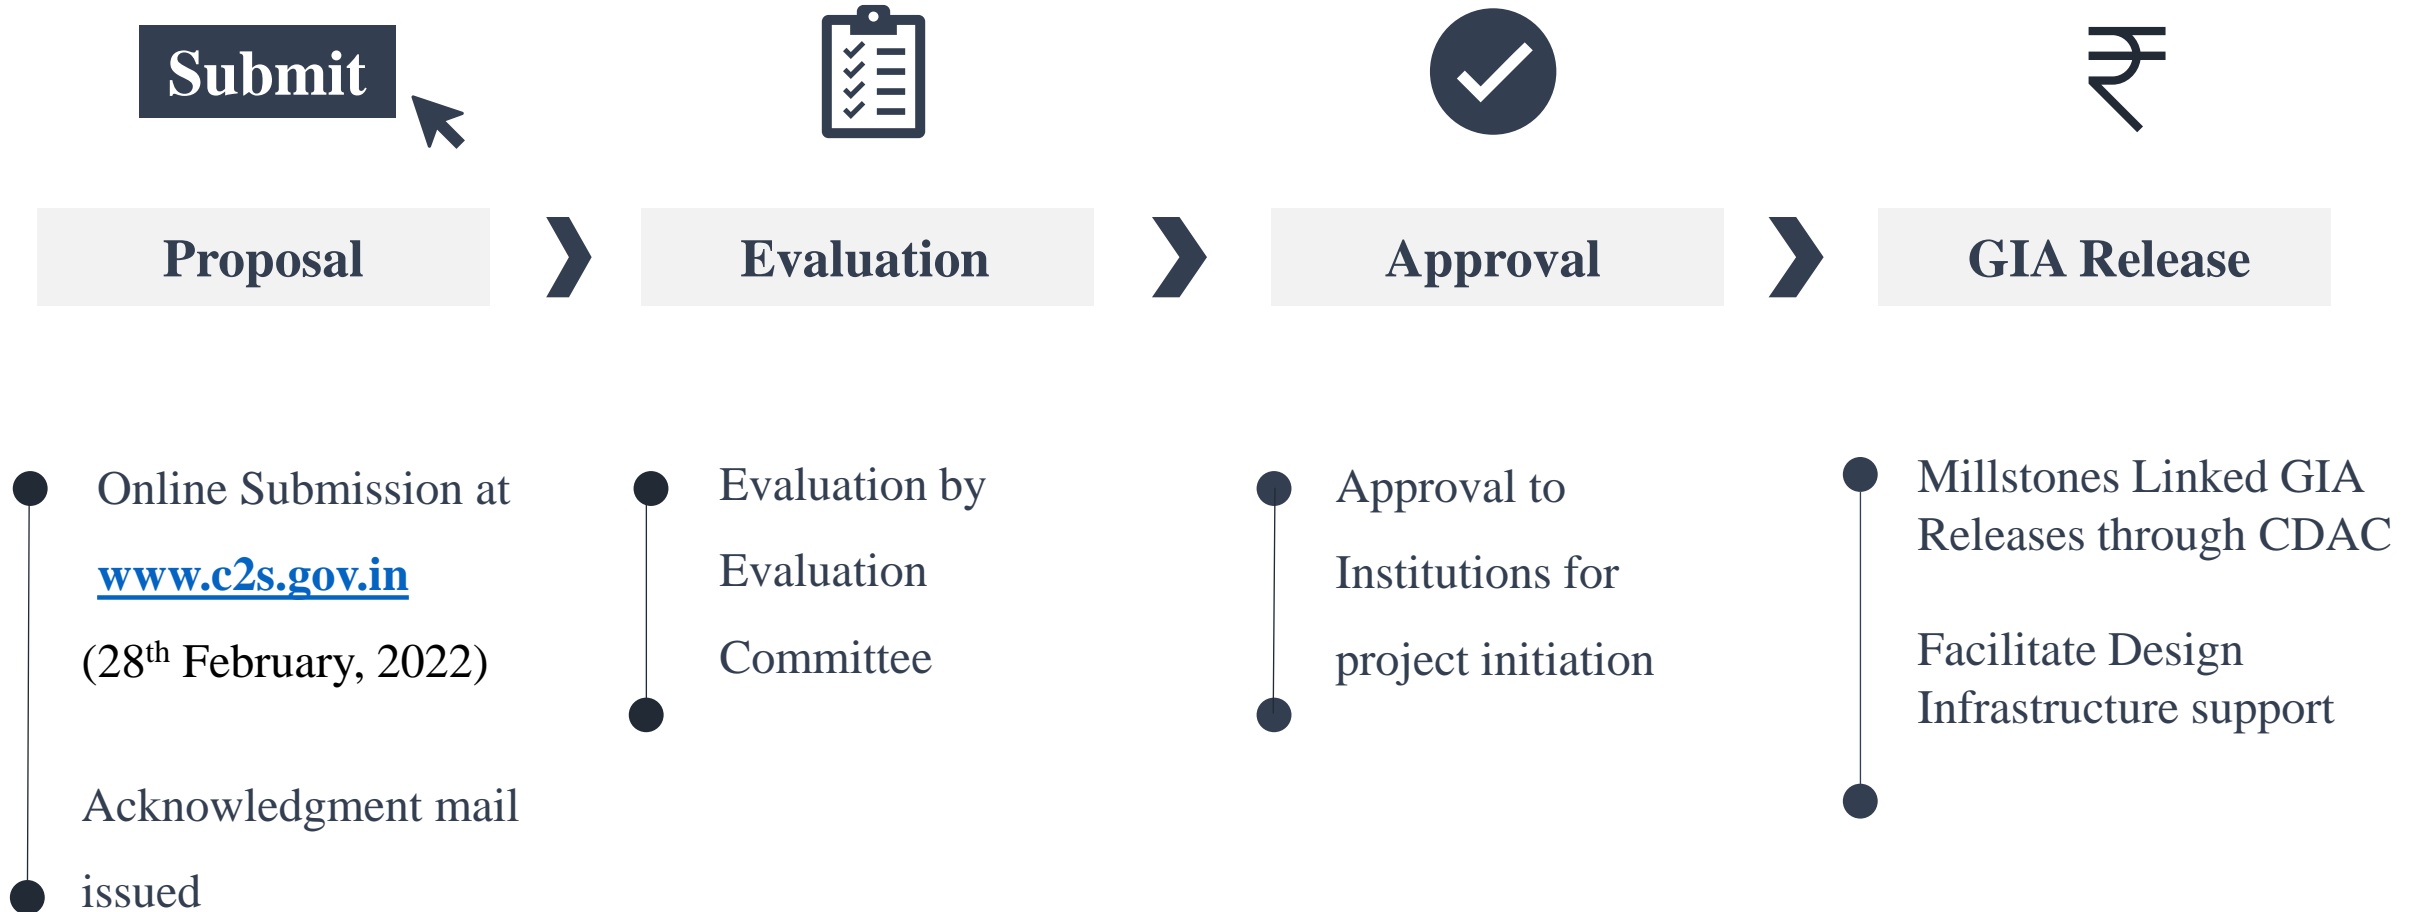 Submit
Proposal
Evaluation
Approval
GIA Release
Online Submission at
www.c2s.gov.in
(28th February, 2022)
Acknowledgment mail
issued
Evaluation by
Evaluation
Committee
Approval to
Institutions for
project initiation
Millstones Linked GIA
Releases through CDAC
Facilitate Design
Infrastructure support